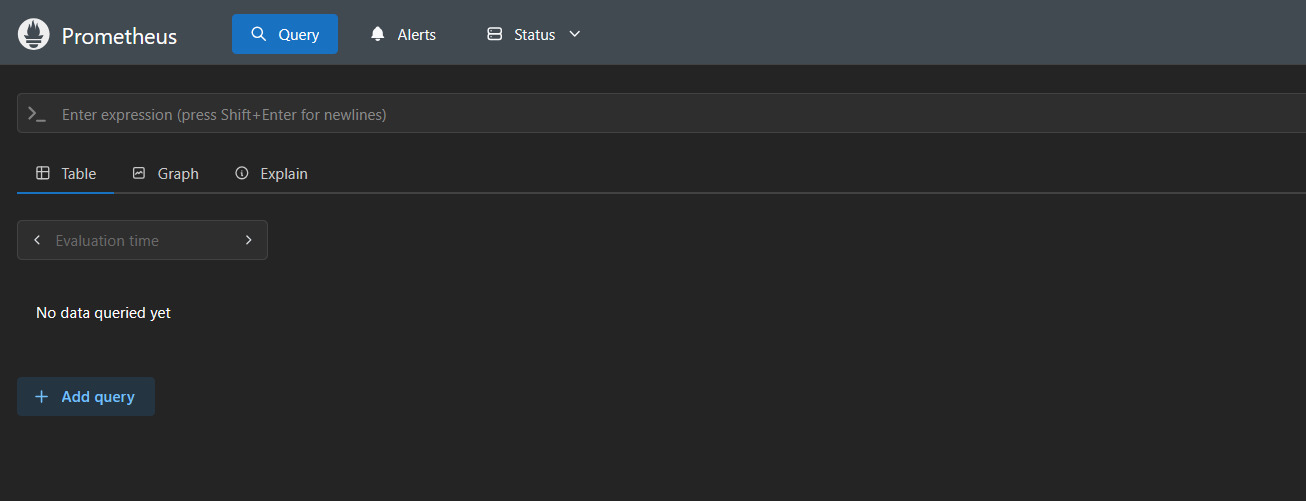 Prometheus Query Alerts Status
Enter expression (press Shift+Enter for newlines)
Table Graph Explain
Evaluation time
No data queried yet
Add query